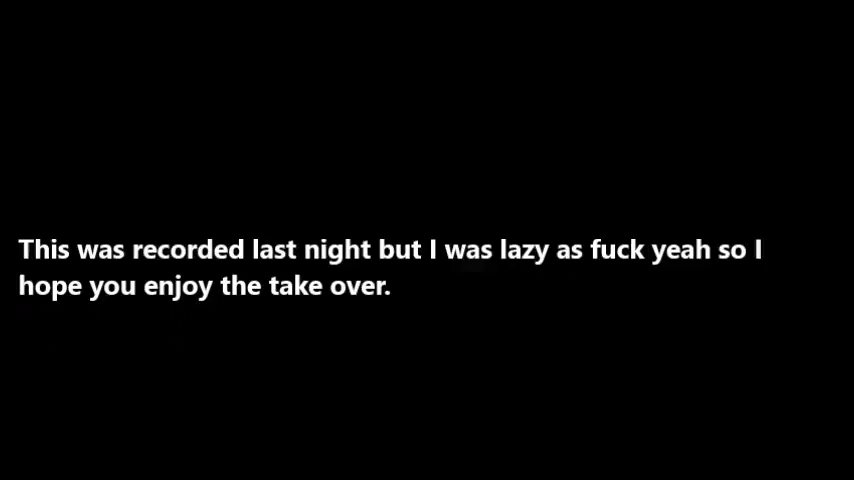 This was recorded last night but I was lazy as fuck yeah so I
hope you enjoy the take over.